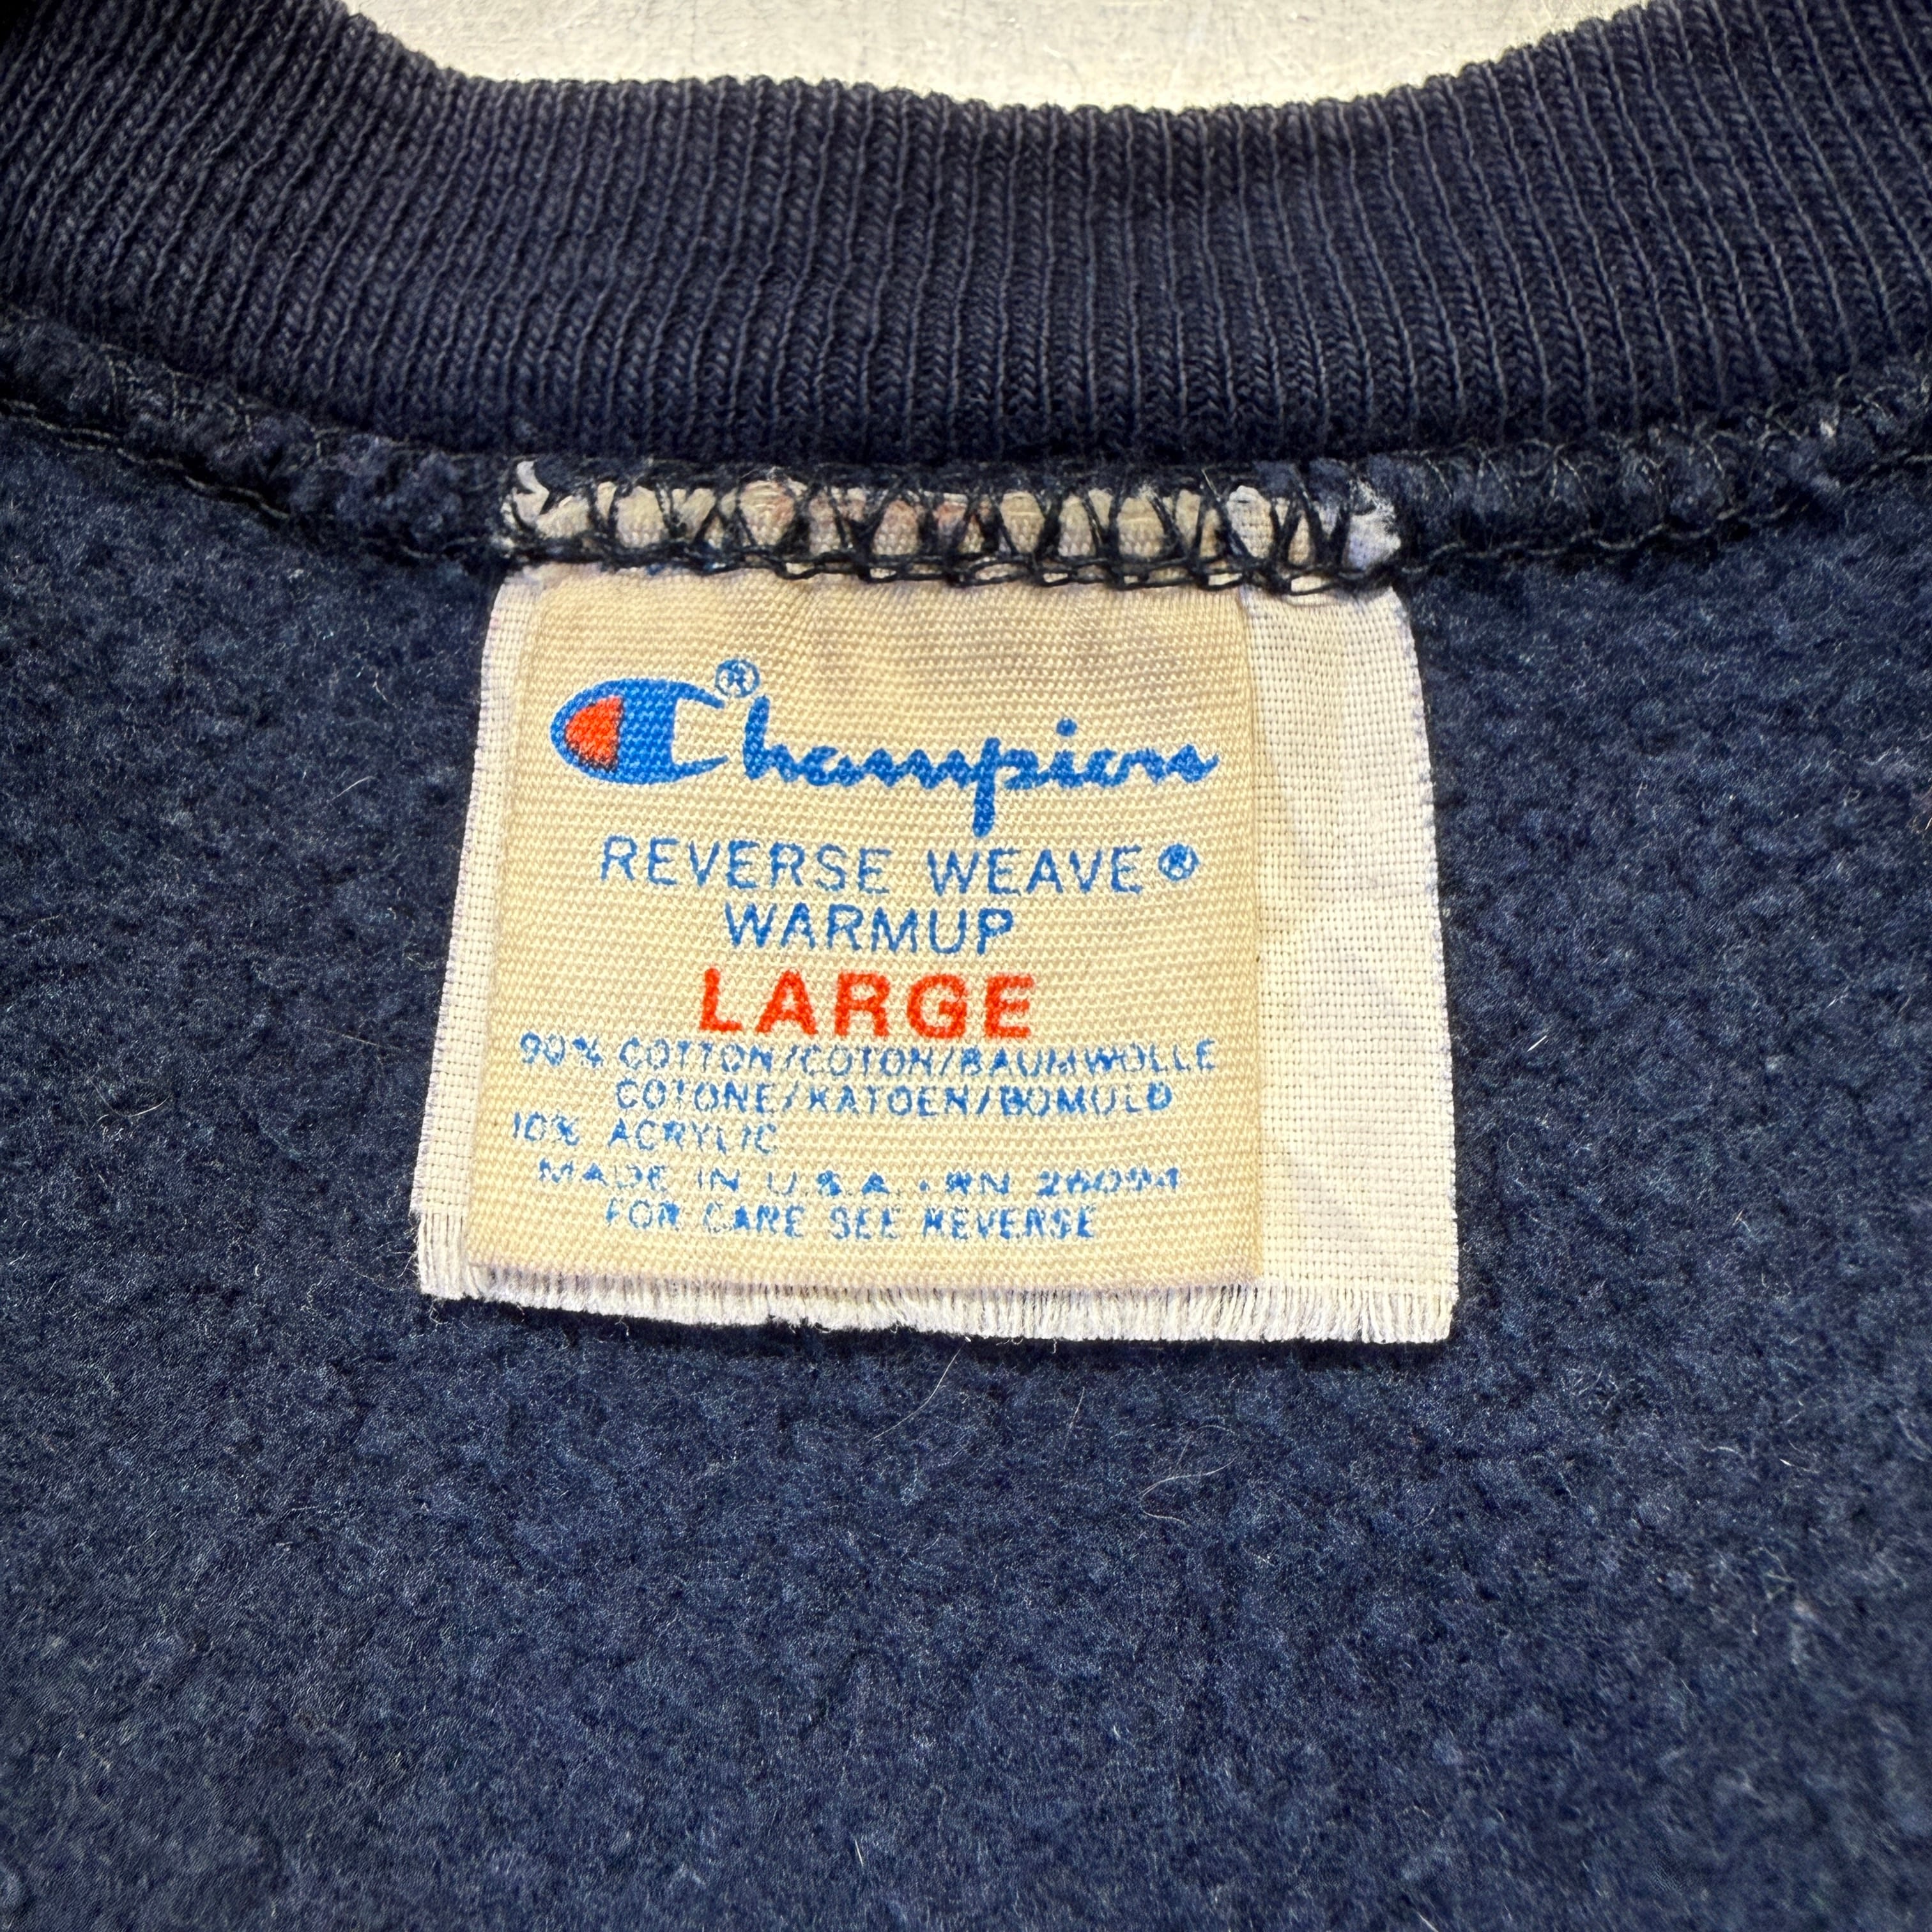 Champion®
REVERSE WEAVE®
WARMUP
LARGE
90% COTTON/COTON/BAUMWOLLE
COTONE/KATOEN/BOMULD
10% ACRYLIC
MADE IN U.S.A. · RN 26094
FOR CARE SEE REVERSE